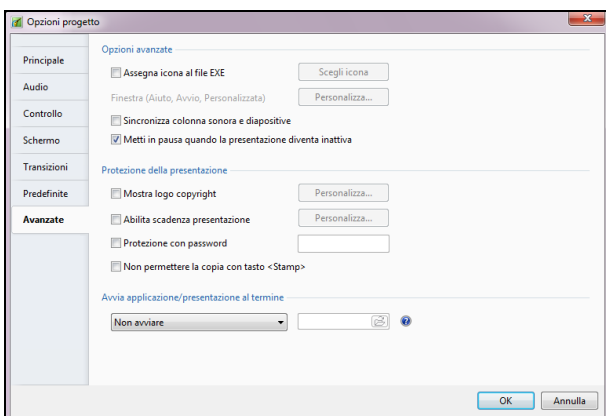 Opzioni progetto
Principale
Audio
Controllo
Schermo
Transizioni
Predefinite
Avanzate
Opzioni avanzate
Assegna icona al file EXE
Scegli icona
Finestra (Aiuto, Avvio, Personalizzata)
Personalizza...
Sincronizza colonna sonora e diapositive
Metti in pausa quando la presentazione diventa inattiva
Protezione della presentazione
Mostra logo copyright
Personalizza...
Abilita scadenza presentazione
Personalizza...
Protezione con password
Non permettere la copia con tasto <Stamp>
Avvia applicazione/presentazione al termine
Non avviare
?
OK
Annulla